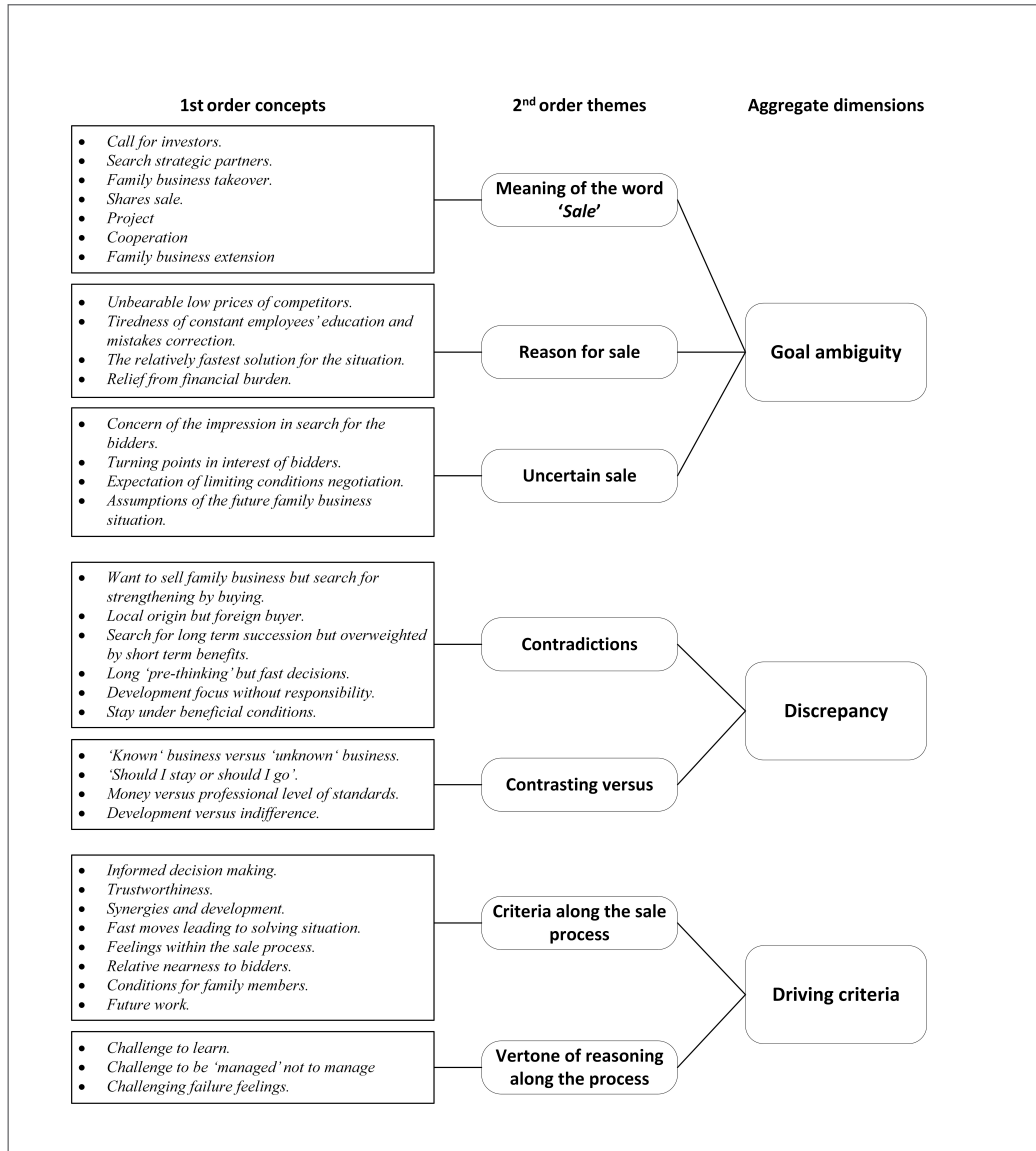 1st order concepts
2nd order themes
Aggregate dimensions
• Call for investors.
• Search strategic partners.
• Family business takeover.
• Shares sale.
• Project
• Cooperation
• Family business extension
Meaning of the word
‘Sale’
• Unbearable low prices of competitors.
• Tiredness of constant employees’ education and
mistakes correction.
• The relatively fastest solution for the situation.
• Relief from financial burden.
Reason for sale
Goal ambiguity
• Concern of the impression in search for the
bidders.
• Turning points in interest of bidders.
• Expectation of limiting conditions negotiation.
• Assumptions of the future family business
situation.
Uncertain sale
• Want to sell family business but search for
strengthening by buying.
• Local origin but foreign buyer.
• Search for long term succession but overweighted
by short term benefits.
• Long ‘pre-thinking’ but fast decisions.
• Development focus without responsibility.
• Stay under beneficial conditions.
Contradictions
Discrepancy
• ‘Known‘ business versus ‘unknown‘ business.
• ‘Should I stay or should I go’.
• Money versus professional level of standards.
• Development versus indifference.
Contrasting versus
• Informed decision making.
• Trustworthiness.
• Synergies and development.
• Fast moves leading to solving situation.
• Feelings within the sale process.
• Relative nearness to bidders.
• Conditions for family members.
• Future work.
Criteria along the sale
process
Driving criteria
• Challenge to learn.
• Challenge to be ‘managed’ not to manage
• Challenging failure feelings.
Vertone of reasoning
along the process